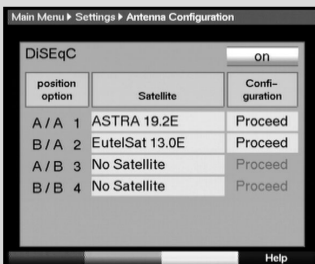 Main Menu ▸ Settings ▸ Antenna Configuration
DiSEqC on
position option Satellite Confi-guration
A/A 1 ASTRA 19.2E Proceed
B/A 2 EutelSat 13.0E Proceed
A/B 3 No Satellite Proceed
B/B 4 No Satellite Proceed
Help